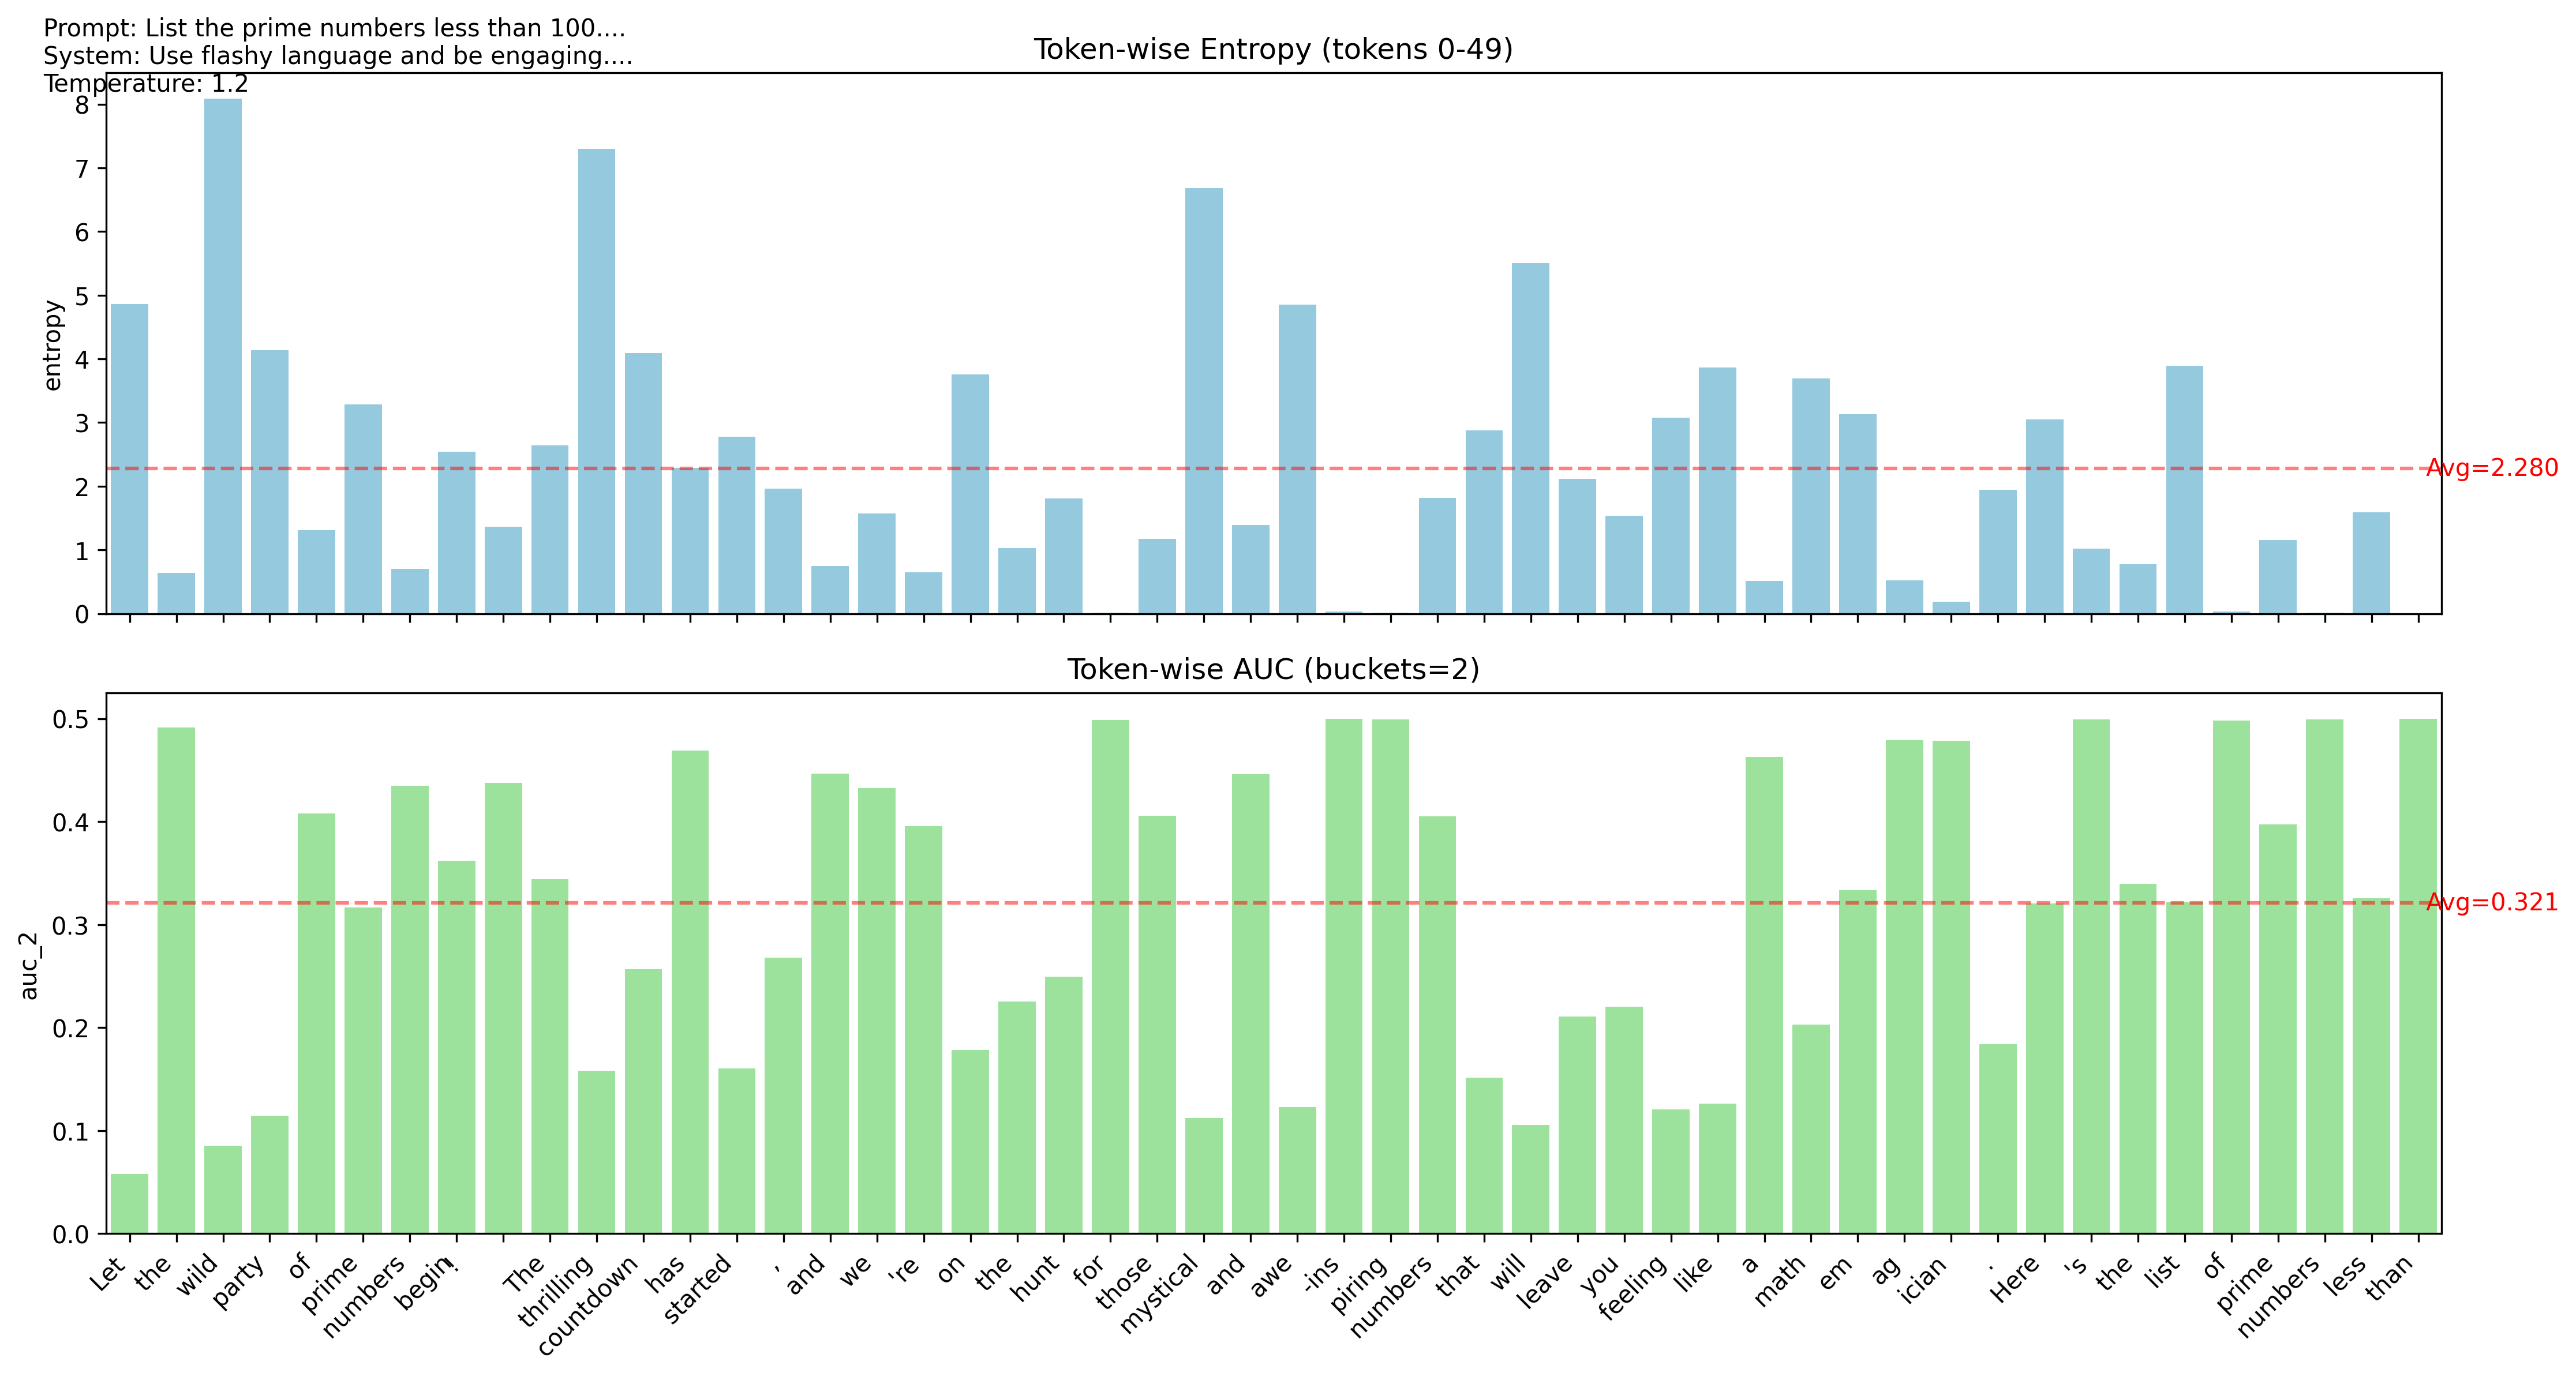 Prompt: List the prime numbers less than 100....
System: Use flashy language and be engaging....
Temperature: 1.2
Token-wise Entropy (tokens 0-49)
8
7
6
5
4
3
2
1
0
entropy
Avg=2.280
Token-wise AUC (buckets=2)
0.5
0.4
0.3
0.2
0.1
0.0
auc_2
Avg=0.321
Let
the
wild
party
of
prime
numbers
begin
!
The
thrilling
countdown
has
started
,
and
we
're
on
the
hunt
for
those
mystical
and
awe
-ins
piring
numbers
that
will
leave
you
feeling
like
a
math
em
ag
ician
.
Here
's
the
list
of
prime
numbers
less
than